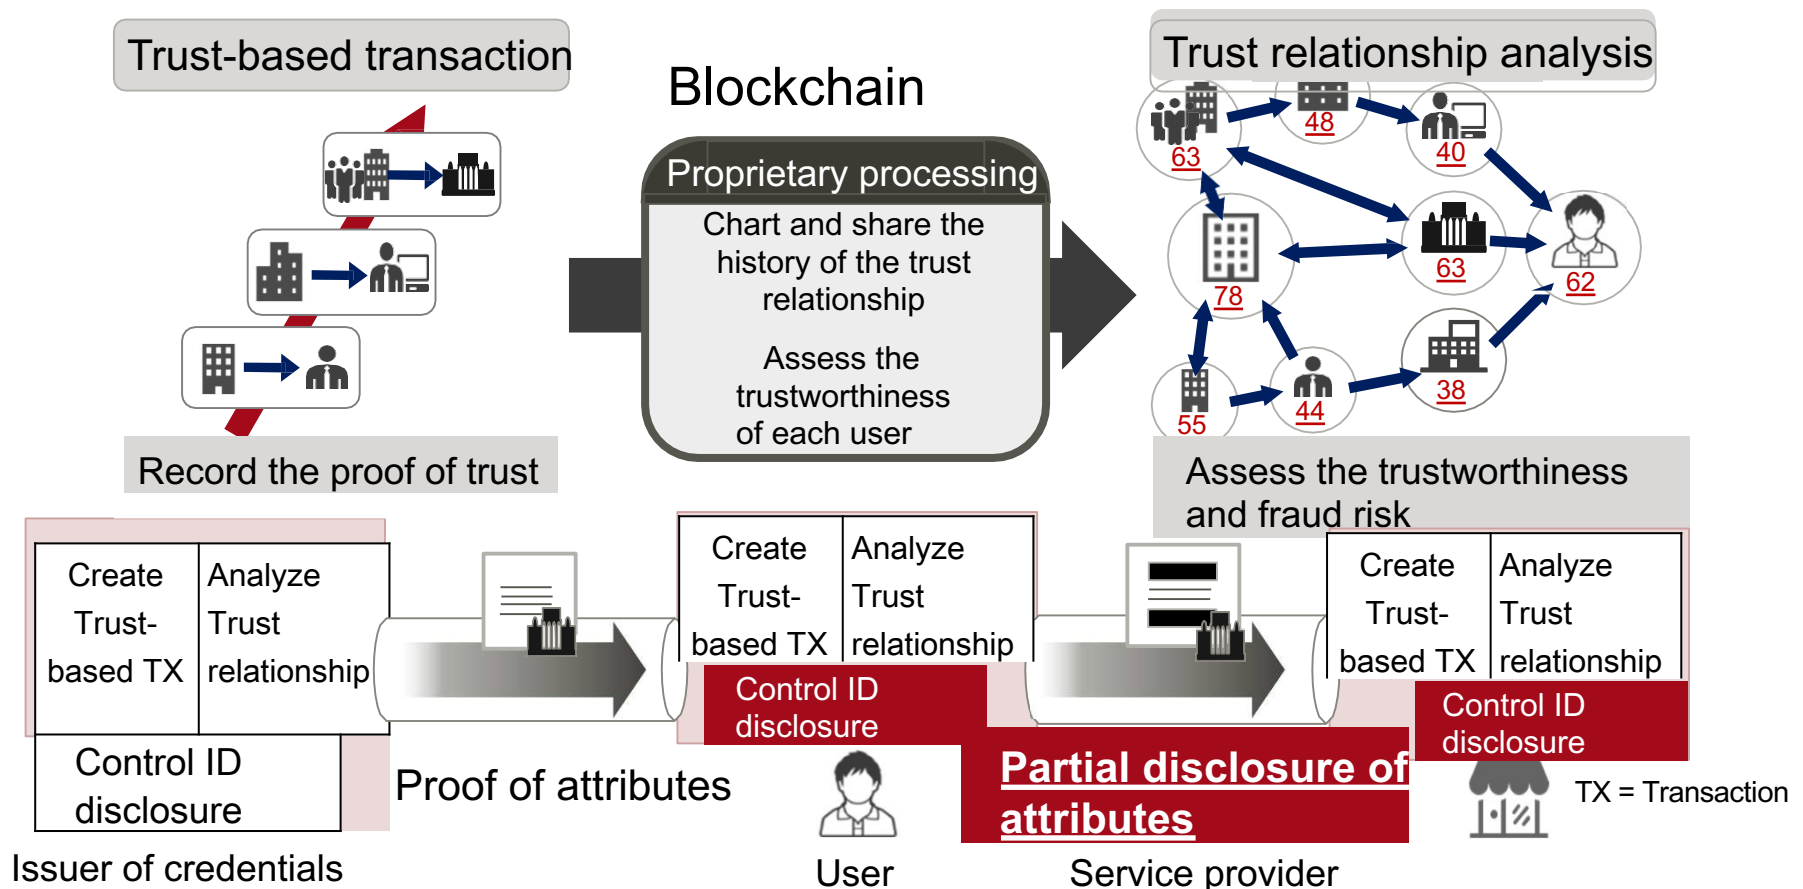 Trust-based transaction
Blockchain
Trust relationship analysis
Proprietary processing
Chart and share the
history of the trust
relationship
Assess the
trustworthiness
of each user
63
48
40
78
63
62
55
44
38
Record the proof of trust
Assess the trustworthiness
and fraud risk
Create
Trust-
based TX
Analyze
Trust
relationship
Control ID
disclosure
Issuer of credentials
Proof of attributes
Create
Trust-
based TX
Analyze
Trust
relationship
Control ID
disclosure
User
Partial disclosure of
attributes
Service provider
Create
Trust-
based TX
Analyze
Trust
relationship
Control ID
disclosure
TX = Transaction